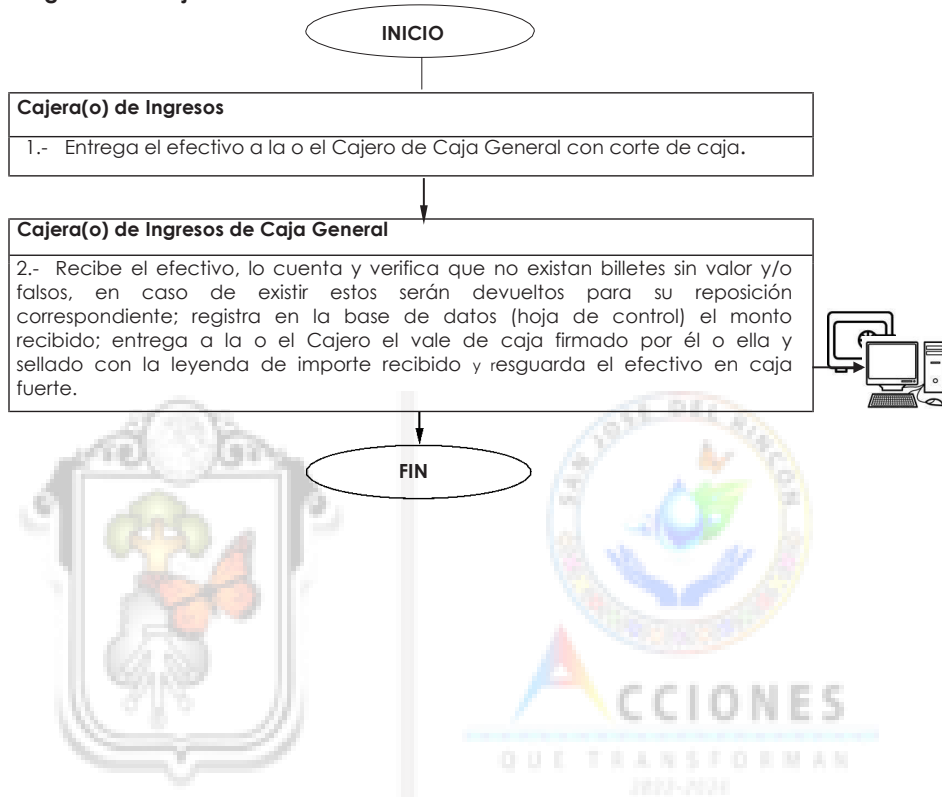 INICIO
Cajera(o) de Ingresos
1.- Entrega el efectivo a la o el Cajero de Caja General con corte de caja.
Cajera(o) de Ingresos de Caja General
2.- Recibe el efectivo, lo cuenta y verifica que no existan billetes sin valor y/o
falsos, en caso de existir estos serán devueltos para su reposición
correspondiente; registra en la base de datos (hoja de control) el monto
recibido; entrega a la o el Cajero el vale de caja firmado por él o ella y
sellado con la leyenda de importe recibido y resguarda el efectivo en caja
fuerte.
FIN
SAN JOSE DEL RINCON
ACCIONES
QUE TRANSFORMAN